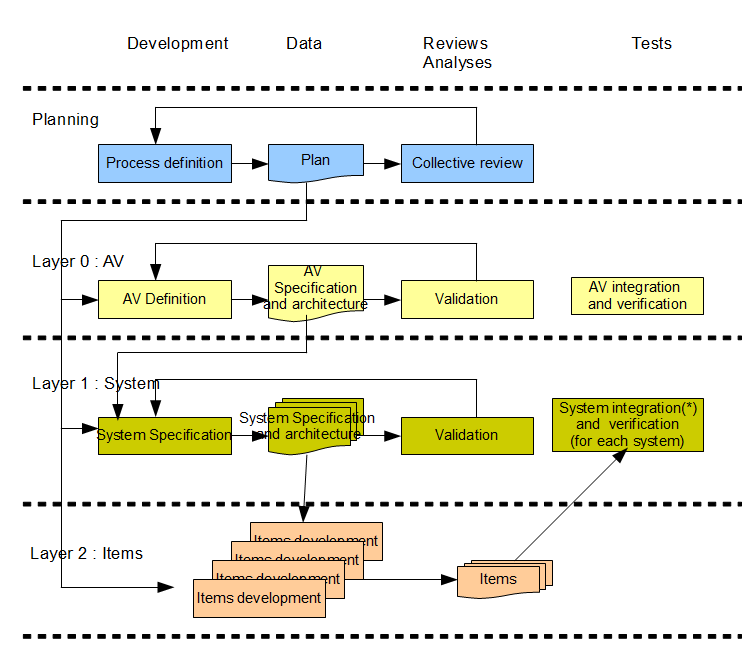 Development
Data
Reviews
Analyses
Tests
Planning
Process definition
Plan
Collective review
Layer 0 : AV
AV Definition
AV
Specification
and architecture
Validation
AV integration
and verification
Layer 1 : System
System Specification
System Specification
and architecture
Validation
System integration(*)
and verification
(for each system)
Layer 2 : Items
Items development
Items development
Items development
Items development
Items